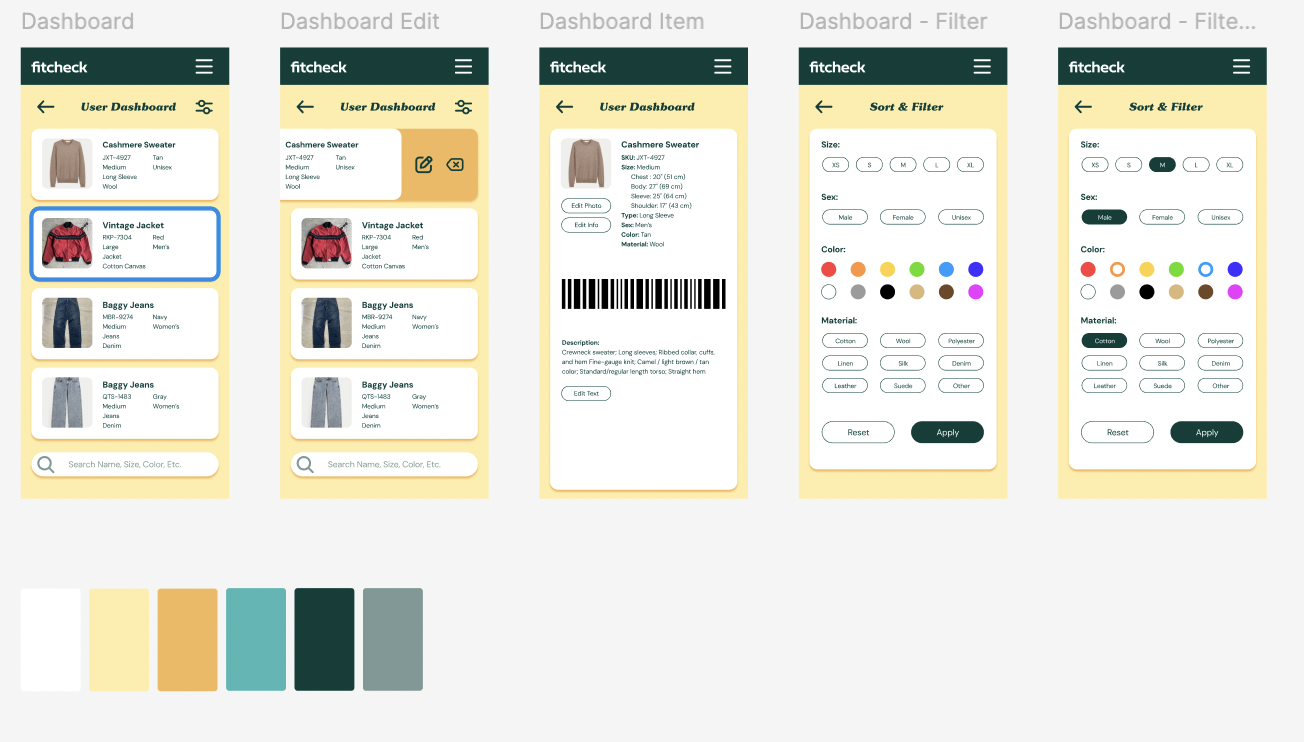 Dashboard
fitcheck
User Dashboard
Cashmere Sweater
JXT-4927 Tan
Medium Unisex
Long Sleeve
Wool
Vintage Jacket
RKP-7304 Red
Large Men's
Jacket
Cotton Canvas
Baggy Jeans
MBR-9274 Navy
Medium Women's
Jeans
Denim
Baggy Jeans
QTS-1483 Gray
Medium Women's
Jeans
Denim
Search Name, Size, Color, Etc.
Dashboard Edit
fitcheck
User Dashboard
Cashmere Sweater
JXT-4927 Tan
Medium Unisex
Long Sleeve
Wool
Vintage Jacket
RKP-7304 Red
Large Men's
Jacket
Cotton Canvas
Baggy Jeans
MBR-9274 Navy
Medium Women's
Jeans
Denim
Baggy Jeans
QTS-1483 Gray
Medium Women's
Jeans
Denim
Search Name, Size, Color, Etc.
Dashboard Item
fitcheck
User Dashboard
Cashmere Sweater
SKU: JXT-4927
Size: Medium
Chest : 20" (51 cm)
Body: 27" (69 cm)
Sleeve: 25" (64 cm)
Shoulder: 17" (43 cm)
Type: Long Sleeve
Sex: Men's
Color: Tan
Material: Wool
Edit Photo
Edit Info
Description:
Crewneck sweater; Long sleeves; Ribbed collar, cuffs,
and hem Fine-gauge knit; Camel / light brown / tan
color; Standard/regular length torso; Straight hem
Edit Text
Dashboard - Filter
fitcheck
Sort & Filter
Size:
XS S M L XL
Sex:
Male Female Unisex
Color:
Material:
Cotton Wool Polyester
Linen Silk Denim
Leather Suede Other
Reset Apply
Dashboard - Filte...
fitcheck
Sort & Filter
Size:
XS S M L XL
Sex:
Male Female Unisex
Color:
Material:
Cotton Wool Polyester
Linen Silk Denim
Leather Suede Other
Reset Apply